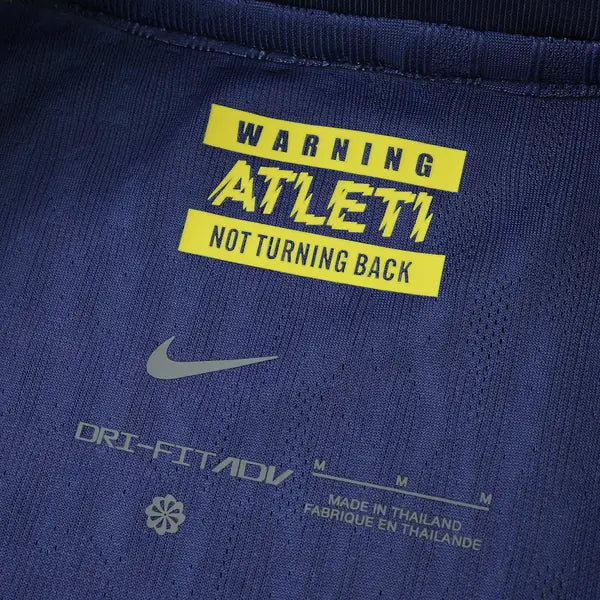 WARNING
ATLETI
NOT TURNING BACK
DRI-FIT ADV
M M M
MADE IN THAILAND
FABRIQUE EN THAILANDE